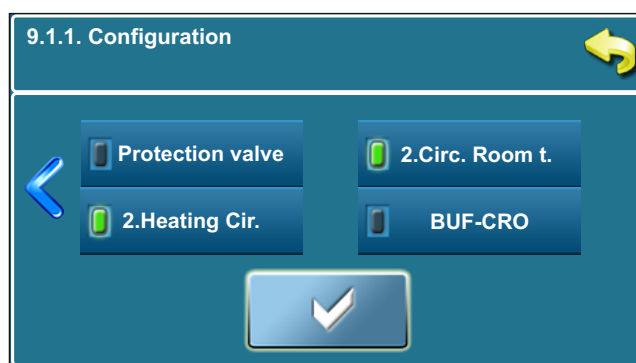 9.1.1. Configuration
Protection valve
2.Circ. Room t.
2.Heating Cir.
BUF-CRO